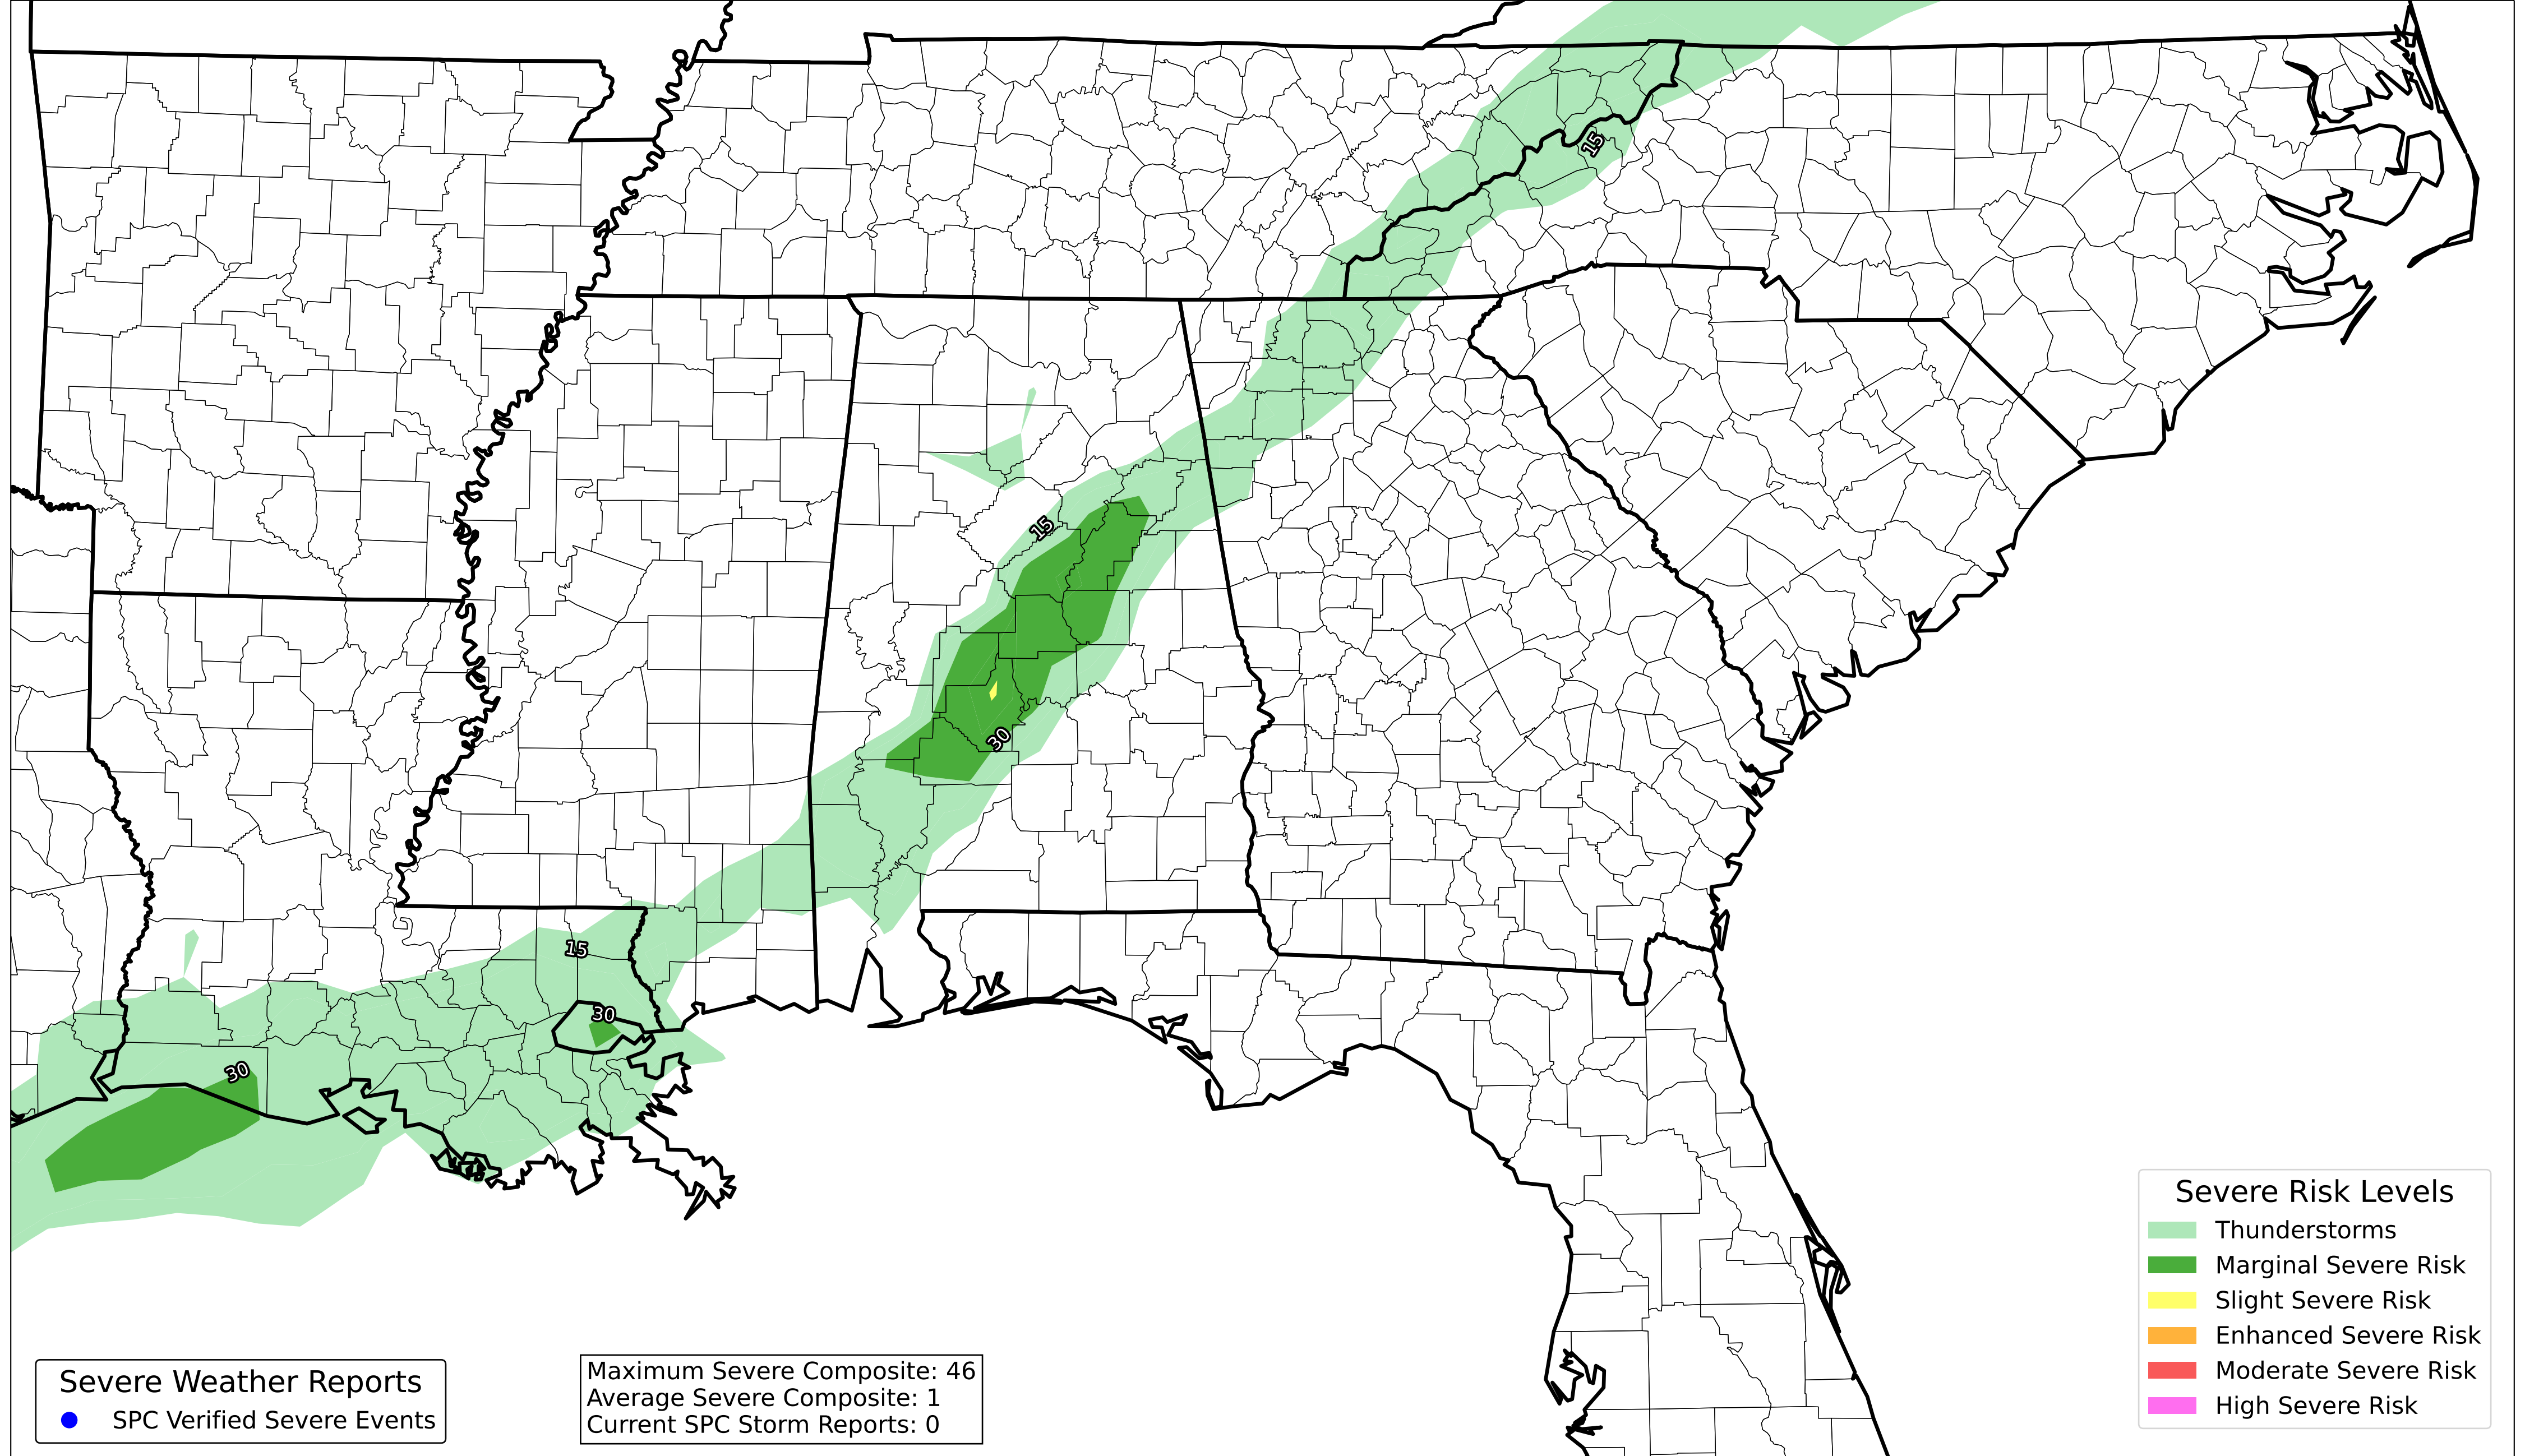 15
15
30
15
30
30
Severe Risk Levels
Thunderstorms
Marginal Severe Risk
Slight Severe Risk
Enhanced Severe Risk
Moderate Severe Risk
High Severe Risk
Severe Weather Reports
SPC Verified Severe Events
Maximum Severe Composite: 46
Average Severe Composite: 1
Current SPC Storm Reports: 0